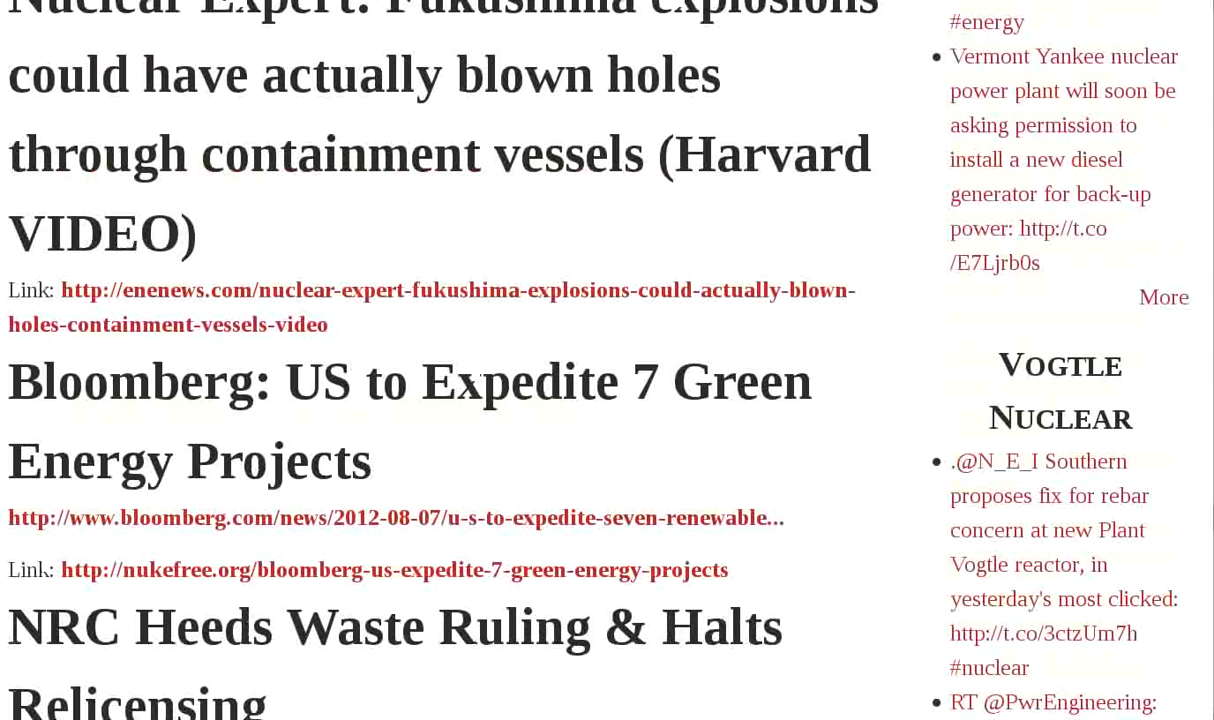 Nuclear Expert: Fukushima explosions
could have actually blown holes
through containment vessels (Harvard
VIDEO)
Link: http://enenews.com/nuclear-expert-fukushima-explosions-could-actually-blown-
holes-containment-vessels-video
Bloomberg: US to Expedite 7 Green
Energy Projects
http://www.bloomberg.com/news/2012-08-07/u-s-to-expedite-seven-renewable...
Link: http://nukefree.org/bloomberg-us-expedite-7-green-energy-projects
NRC Heeds Waste Ruling & Halts
Relicensing
#energy
Vermont Yankee nuclear
power plant will soon be
asking permission to
install a new diesel
generator for back-up
power: http://t.co
/E7Ljrb0s
More
VOGTLE
NUCLEAR
.@N_E_I Southern
proposes fix for rebar
concern at new Plant
Vogtle reactor, in
yesterday's most clicked:
http://t.co/3ctzUm7h
#nuclear
RT @PwrEngineering: